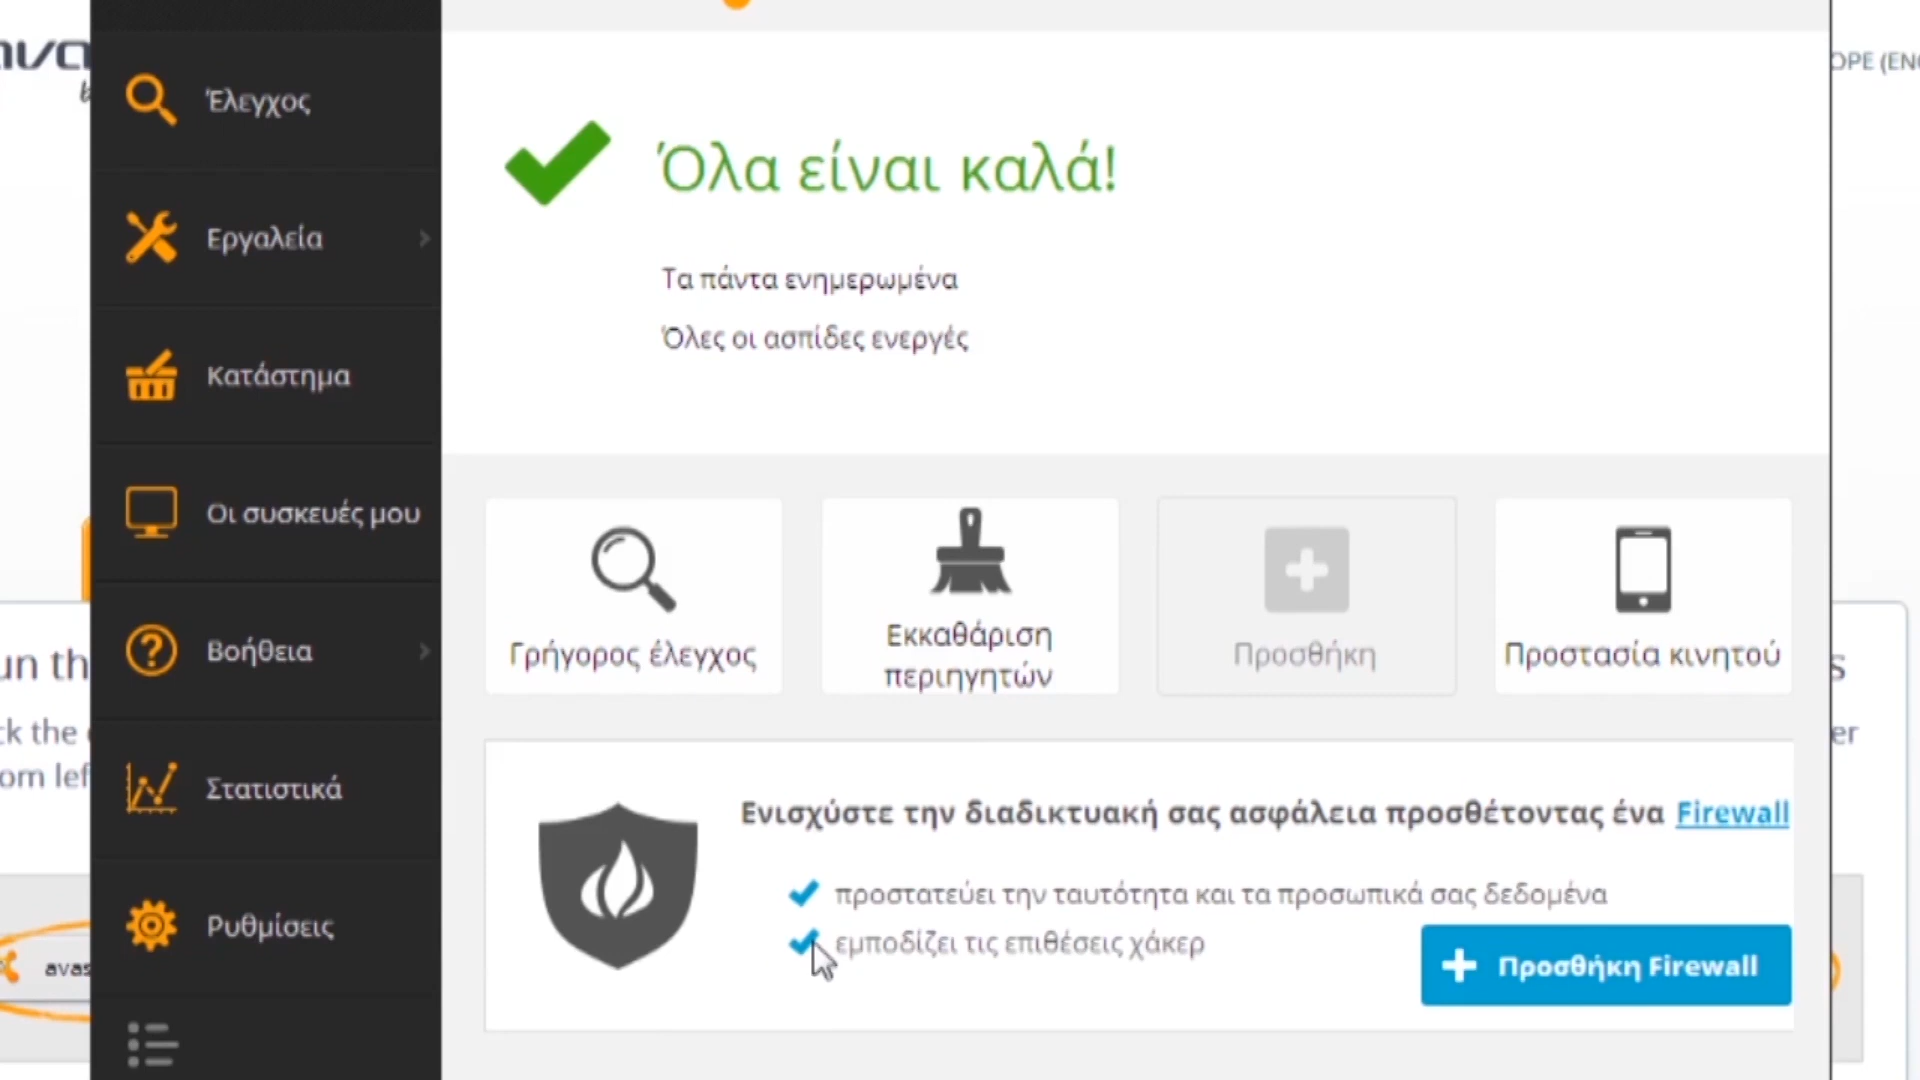 Έλεγχος
Εργαλεία
Κατάστημα
Οι συσκευές μου
Βοήθεια
Στατιστικά
Ρυθμίσεις
Όλα είναι καλά!
Τα πάντα ενημερωμένα
Όλες οι ασπίδες ενεργές
Γρήγορος έλεγχος
Εκκαθάριση
περιηγητών
Προσθήκη
Προστασία κινητού
Ενισχύστε την διαδικτυακή σας ασφάλεια προσθέτοντας ένα Firewall
προστατεύει την ταυτότητα και τα προσωπικά σας δεδομένα
εμποδίζει τις επιθέσεις χάκερ
Προσθήκη Firewall